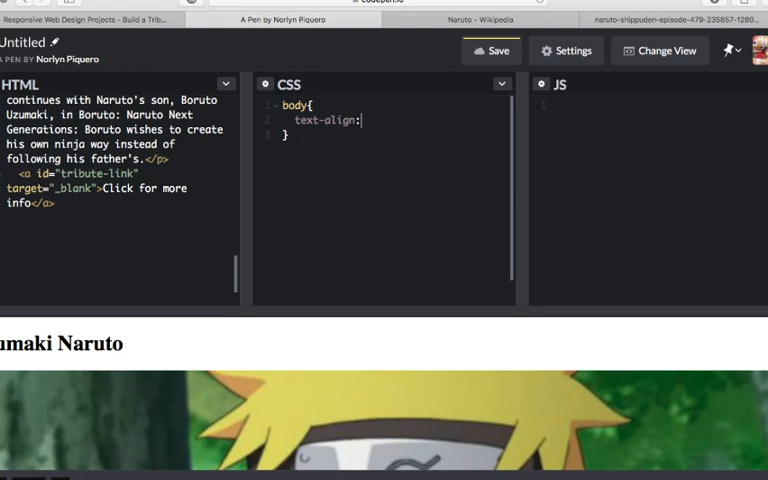 codepen.io
Responsive Web Design Projects - Build a Trib...
A Pen by Norlyn Piquero
Naruto - Wikipedia
naruto-shippuden-episode-479-235857-1280...
Untitled
A PEN BY Norlyn Piquero
Save
Settings
Change View
HTML
continues with Naruto's son, Boruto
Uzumaki, in Boruto: Naruto Next
Generations: Boruto wishes to create
his own ninja way instead of
following his father's.</p>
<a id="tribute-link"
target="_blank">Click for more
info</a>
CSS
1 body{
2 text-align:
3 }
JS
1
umaki Naruto